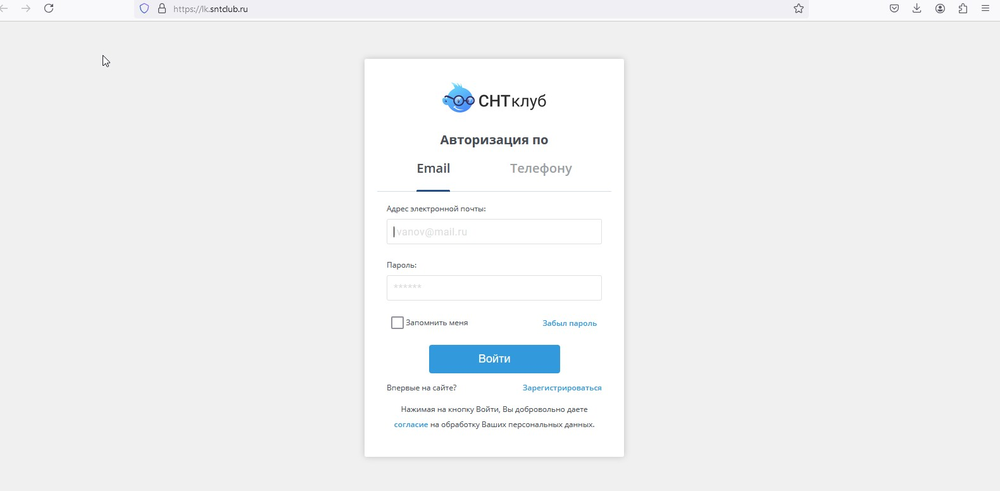 https://lk.sntclub.ru
СНТклуб
Авторизация по
Email Телефону
Адрес электронной почты:
Ivanov@mail.ru
Пароль:
******
Запомнить меня Забыл пароль
Войти
Впервые на сайте? Зарегистрироваться
Нажимая на кнопку Войти, Вы добровольно даете
согласие на обработку Ваших персональных данных.